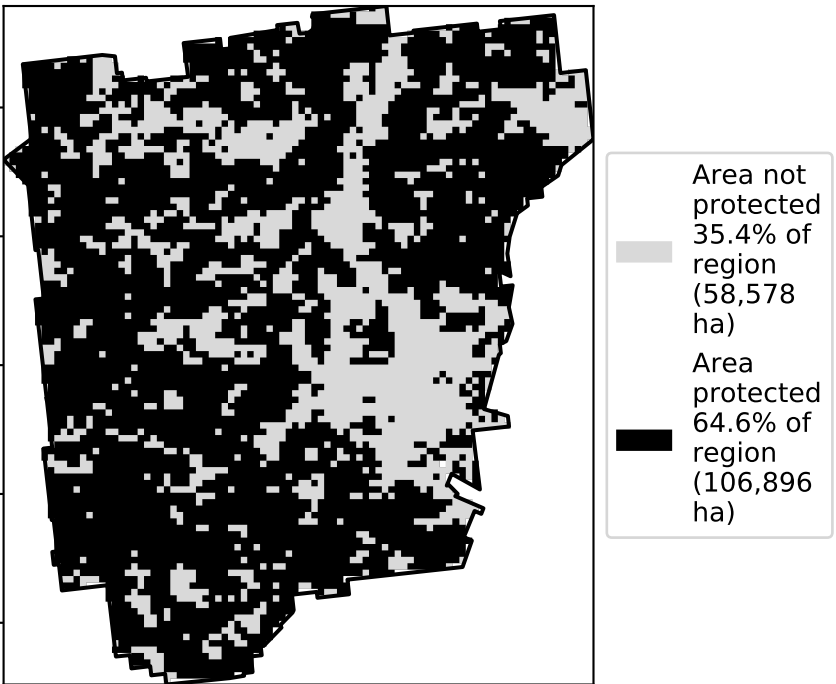 Area not
protected
35.4% of
region
(58,578
ha)
Area
protected
64.6% of
region
(106,896
ha)